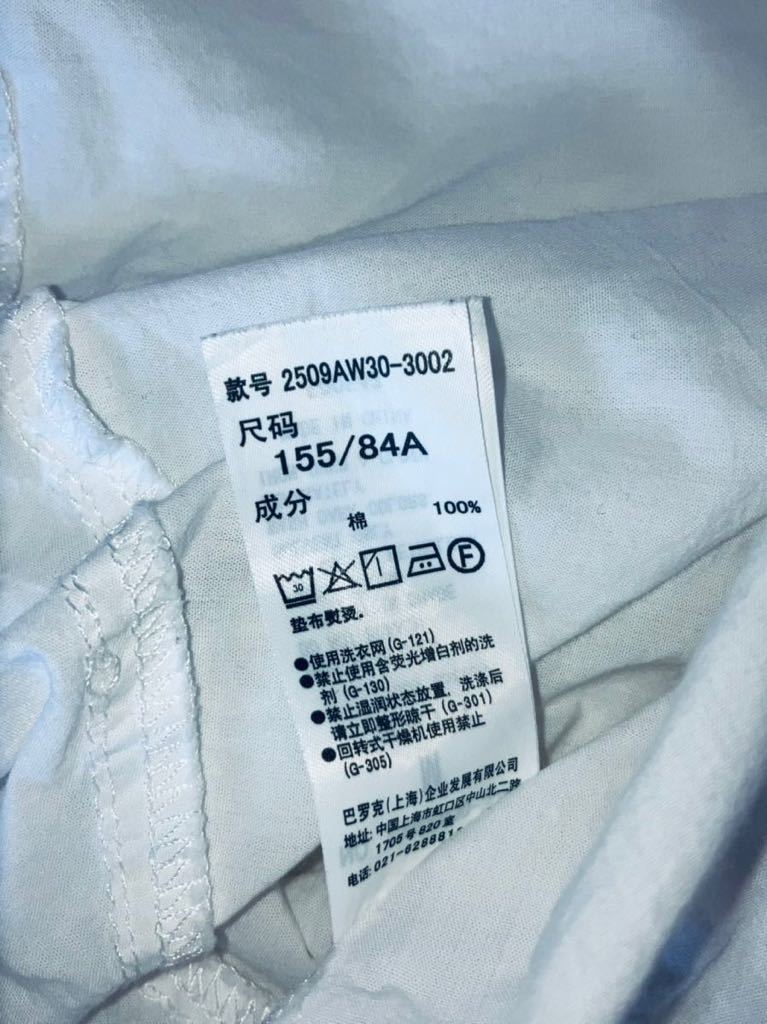 款号 2509AW30-3002
尺码
155/84A
成分
棉 100%
30
F
垫布熨烫。
●使用洗衣网(G-121)
●禁止使用含荧光增白剂的洗
剂(G-130)
●禁止湿润状态放置，洗涤后
请立即整形晾干(G-301)
●回转式干燥机使用禁止
(G-305)
巴罗克(上海)企业发展有限公司
地址: 中国上海市虹口区中山北二路
1705号820室
电话: 021-628881